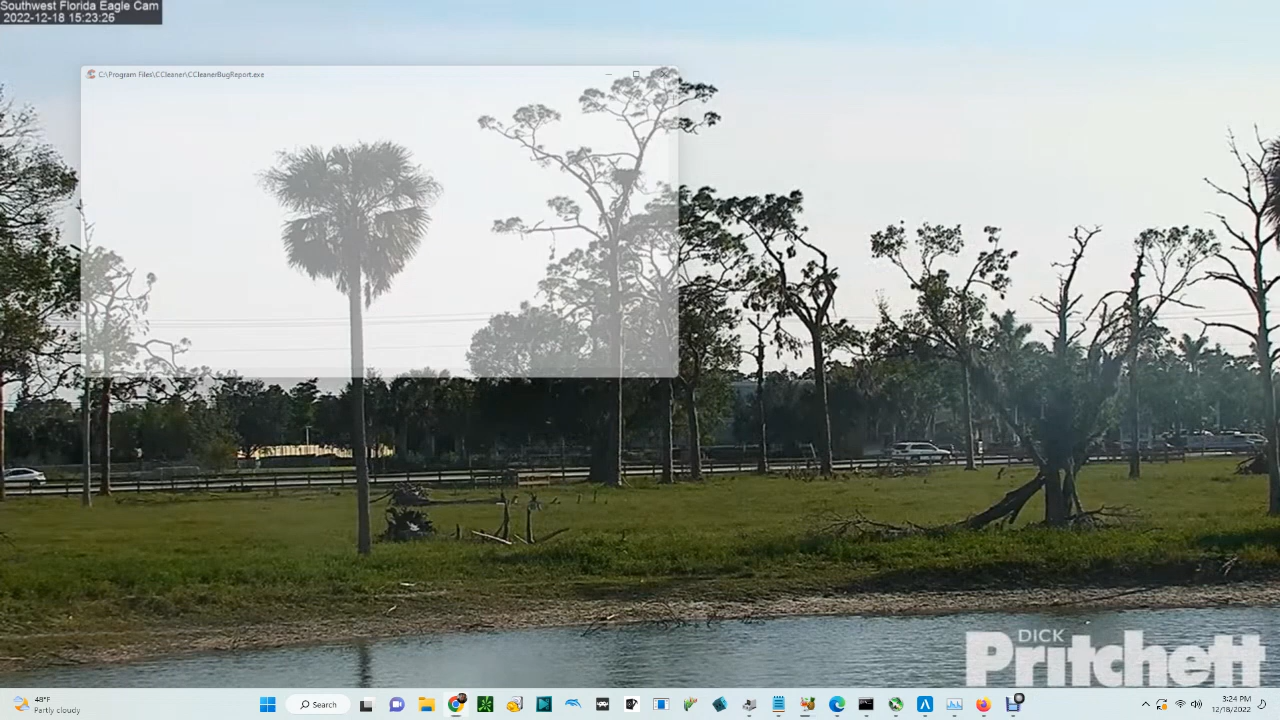 Southwest Florida Eagle Cam
2022-12-18 15:23:26
C:\Program Files\CCleaner\CCleanerBugReport.exe
DICK
Pritchett
48°F
Partly cloudy
Search
3:24 PM
12/18/2022